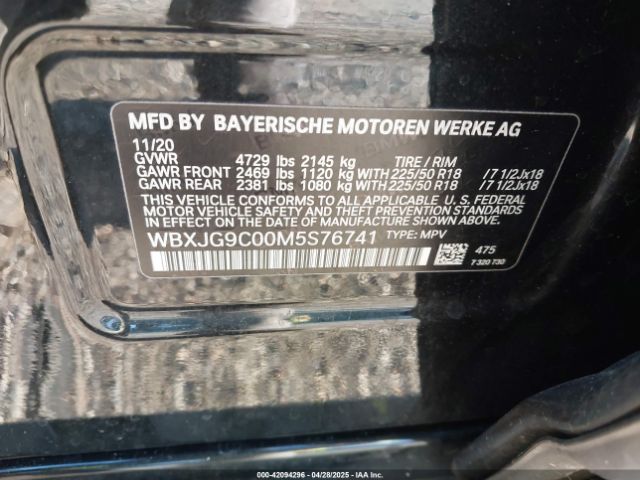 MFD BY BAYERISCHE MOTOREN WERKE AG
11/20
GVWR 4729 lbs 2145 kg TIRE / RIM
GAWR FRONT 2469 lbs 1120 kg WITH 225/50 R18 /7 1/2Jx18
GAWR REAR 2381 lbs 1080 kg WITH 225/50 R18 /7 1/2Jx18
THIS VEHICLE CONFORMS TO ALL APPLICABLE U. S. FEDERAL
MOTOR VEHICLE SAFETY, BUMPER, AND THEFT PREVENTION
STANDARDS IN EFFECT ON THE DATE OF MANUFACTURE SHOWN ABOVE.
WBXJG9C00M5S76741 TYPE: MPV
475
7 320 730
000-42094296 - 04/28/2025 - IAA, Inc.